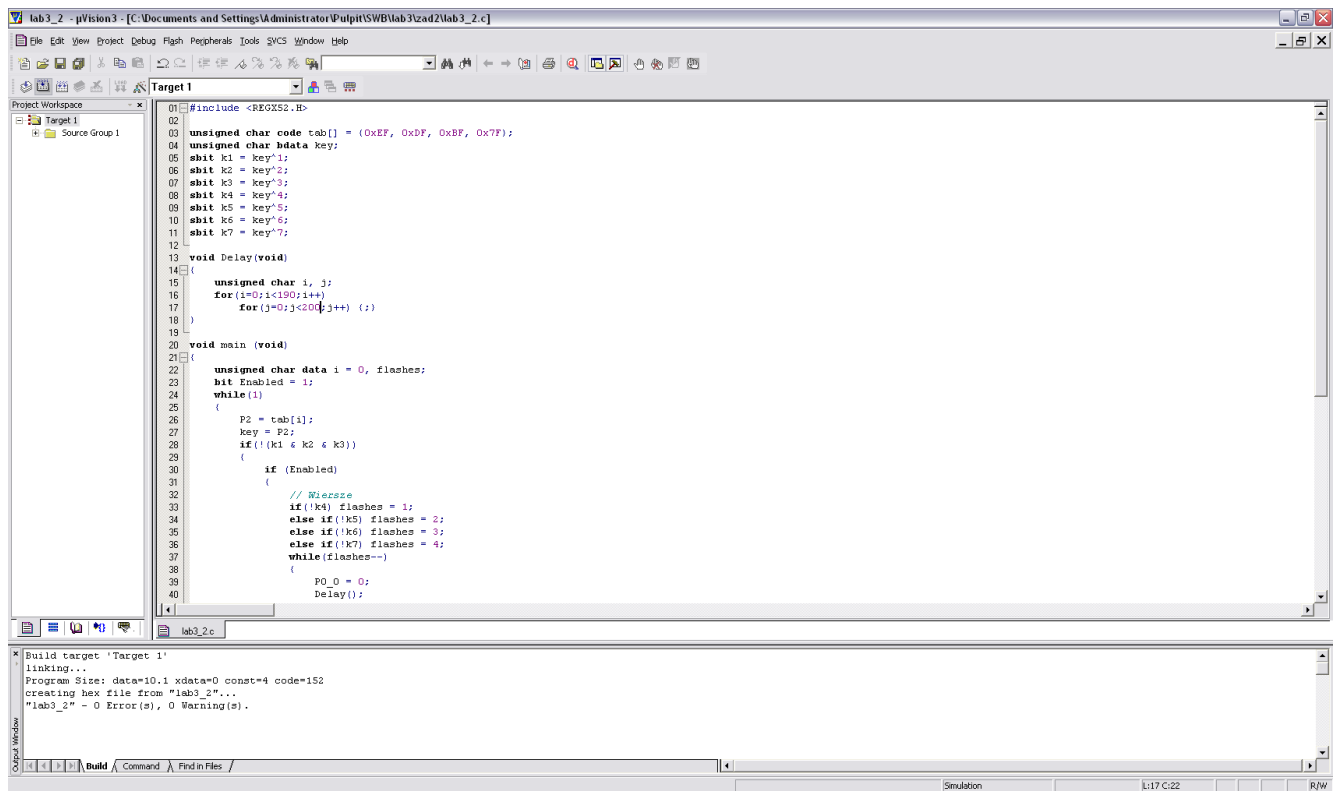 lab3_2 - µVision3 - [C:\Documents and Settings\Administrator\Pulpit\SWB\lab3\zad2\lab3_2.c]
File Edit View Project Debug Flash Peripherals Tools SVCS Window Help
Target 1
Project Workspace
Target 1
Source Group 1
01 #include <REGX52.H>
02
03 unsigned char code tab[] = {0xEF, 0xDF, 0xBF, 0x7F};
04 unsigned char bdata key;
05 sbit k1 = key^1;
06 sbit k2 = key^2;
07 sbit k3 = key^3;
08 sbit k4 = key^4;
09 sbit k5 = key^5;
10 sbit k6 = key^6;
11 sbit k7 = key^7;
12
13 void Delay(void)
14 {
15 unsigned char i, j;
16 for(i=0;i<190;i++)
17 for(j=0;j<200;j++) {;}
18 }
19
20 void main (void)
21 {
22 unsigned char data i = 0, flashes;
23 bit Enabled = 1;
24 while(1)
25 {
26 P2 = tab[i];
27 key = P2;
28 if(!(k1 & k2 & k3))
29 {
30 if (Enabled)
31 {
32 // Wiersze
33 if(!k4) flashes = 1;
34 else if(!k5) flashes = 2;
35 else if(!k6) flashes = 3;
36 else if(!k7) flashes = 4;
37 while(flashes--)
38 {
39 P0_0 = 0;
40 Delay();
lab3_2.c
Build target 'Target 1'
linking...
Program Size: data=10.1 xdata=0 const=4 code=152
creating hex file from "lab3_2"...
"lab3_2" - 0 Error(s), 0 Warning(s).
Output Window
Build Command Find in Files
Simulation L:17 C:22 R/W